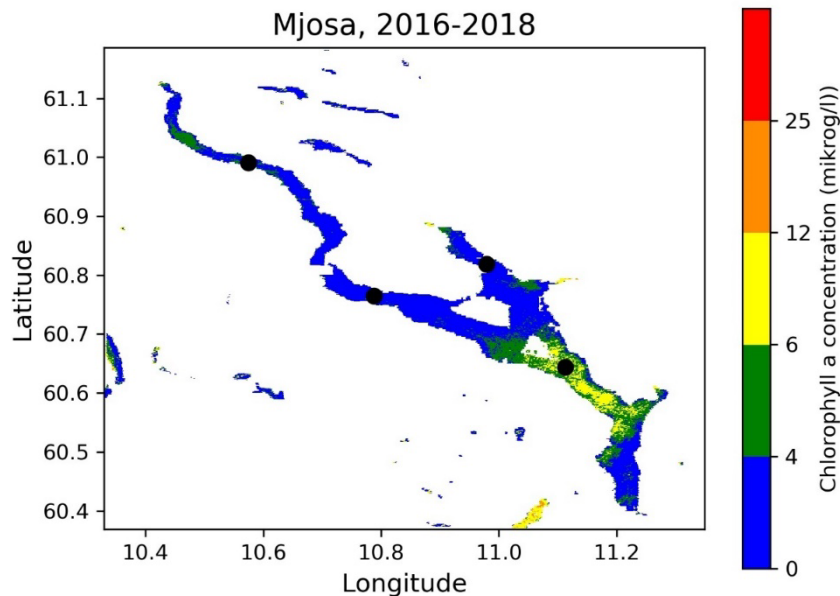 Mjosa, 2016-2018
61.1
61.0
60.9
60.8
60.7
60.6
60.5
60.4
Latitude
10.4 10.6 10.8 11.0 11.2
Longitude
25
12
6
4
0
Chlorophyll a concentration (mikrog/l))